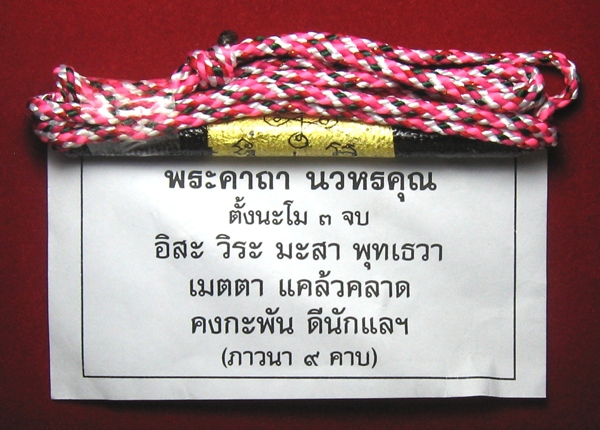 พระคาถา นวหรคุณ
ตั้งนะโม ๓ จบ
อิสะ วิระ มะสา พุทเธวา
เมตตา แคล้วคลาด
คงกะพัน ดีนักแลฯ
(ภาวนา ๙ คาบ)